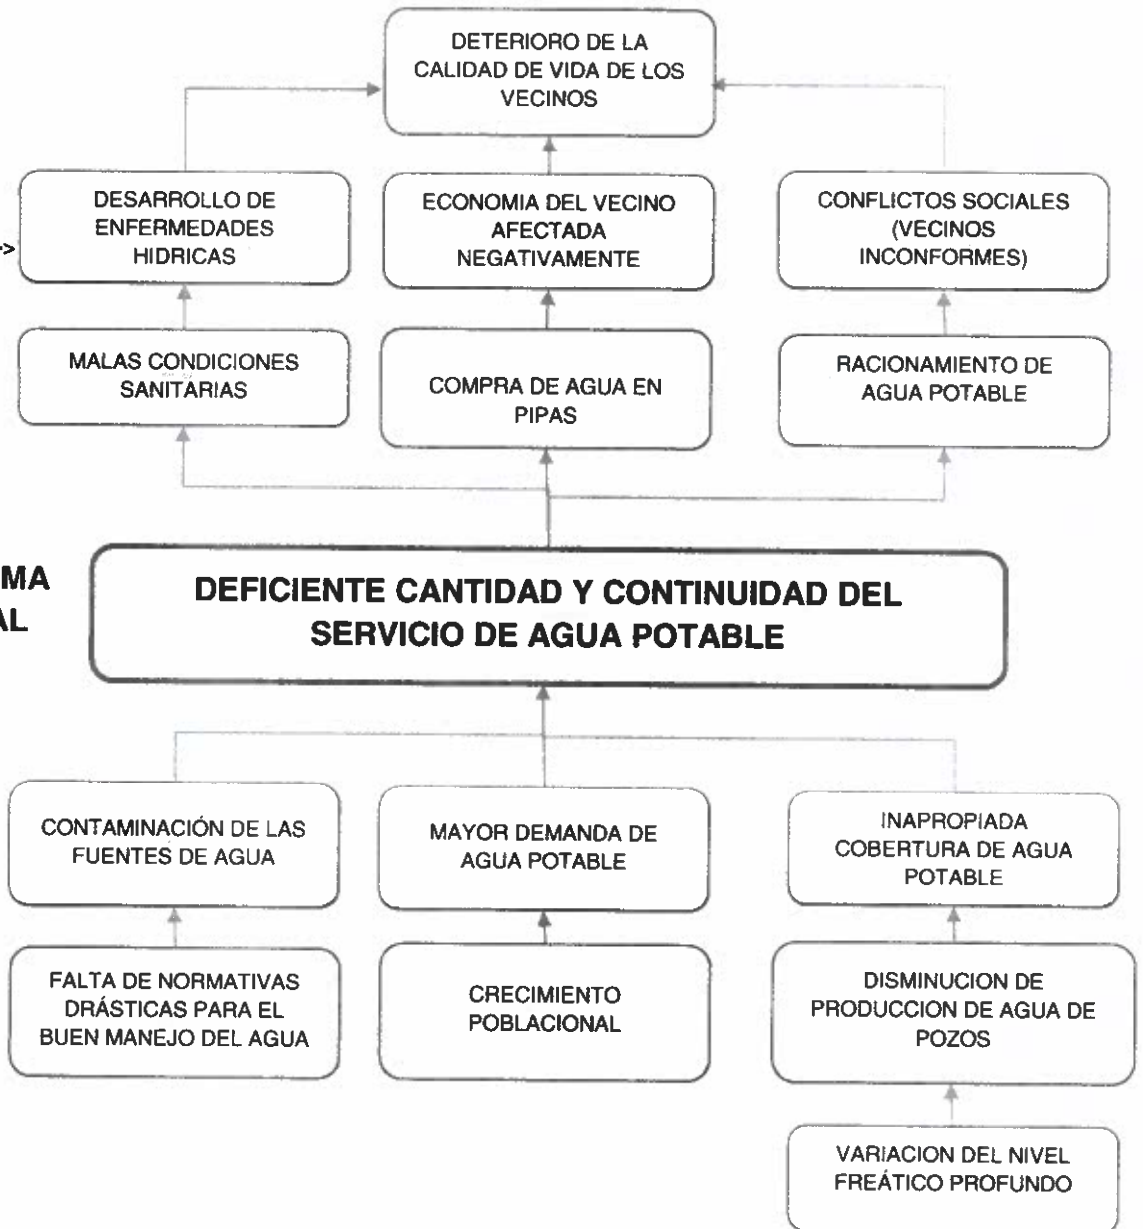 DETERIORO DE LA
CALIDAD DE VIDA DE LOS
VECINOS
DESARROLLO DE
ENFERMEDADES
HIDRICAS
ECONOMIA DEL VECINO
AFECTADA
NEGATIVAMENTE
CONFLICTOS SOCIALES
(VECINOS
INCONFORMES)
->
MALAS CONDICIONES
SANITARIAS
COMPRA DE AGUA EN
PIPAS
RACIONAMIENTO DE
AGUA POTABLE
MA
AL
DEFICIENTE CANTIDAD Y CONTINUIDAD DEL
SERVICIO DE AGUA POTABLE
CONTAMINACIÓN DE LAS
FUENTES DE AGUA
MAYOR DEMANDA DE
AGUA POTABLE
INAPROPIADA
COBERTURA DE AGUA
POTABLE
FALTA DE NORMATIVAS
DRÁSTICAS PARA EL
BUEN MANEJO DEL AGUA
CRECIMIENTO
POBLACIONAL
DISMINUCION DE
PRODUCCION DE AGUA DE
POZOS
VARIACION DEL NIVEL
FREÁTICO PROFUNDO